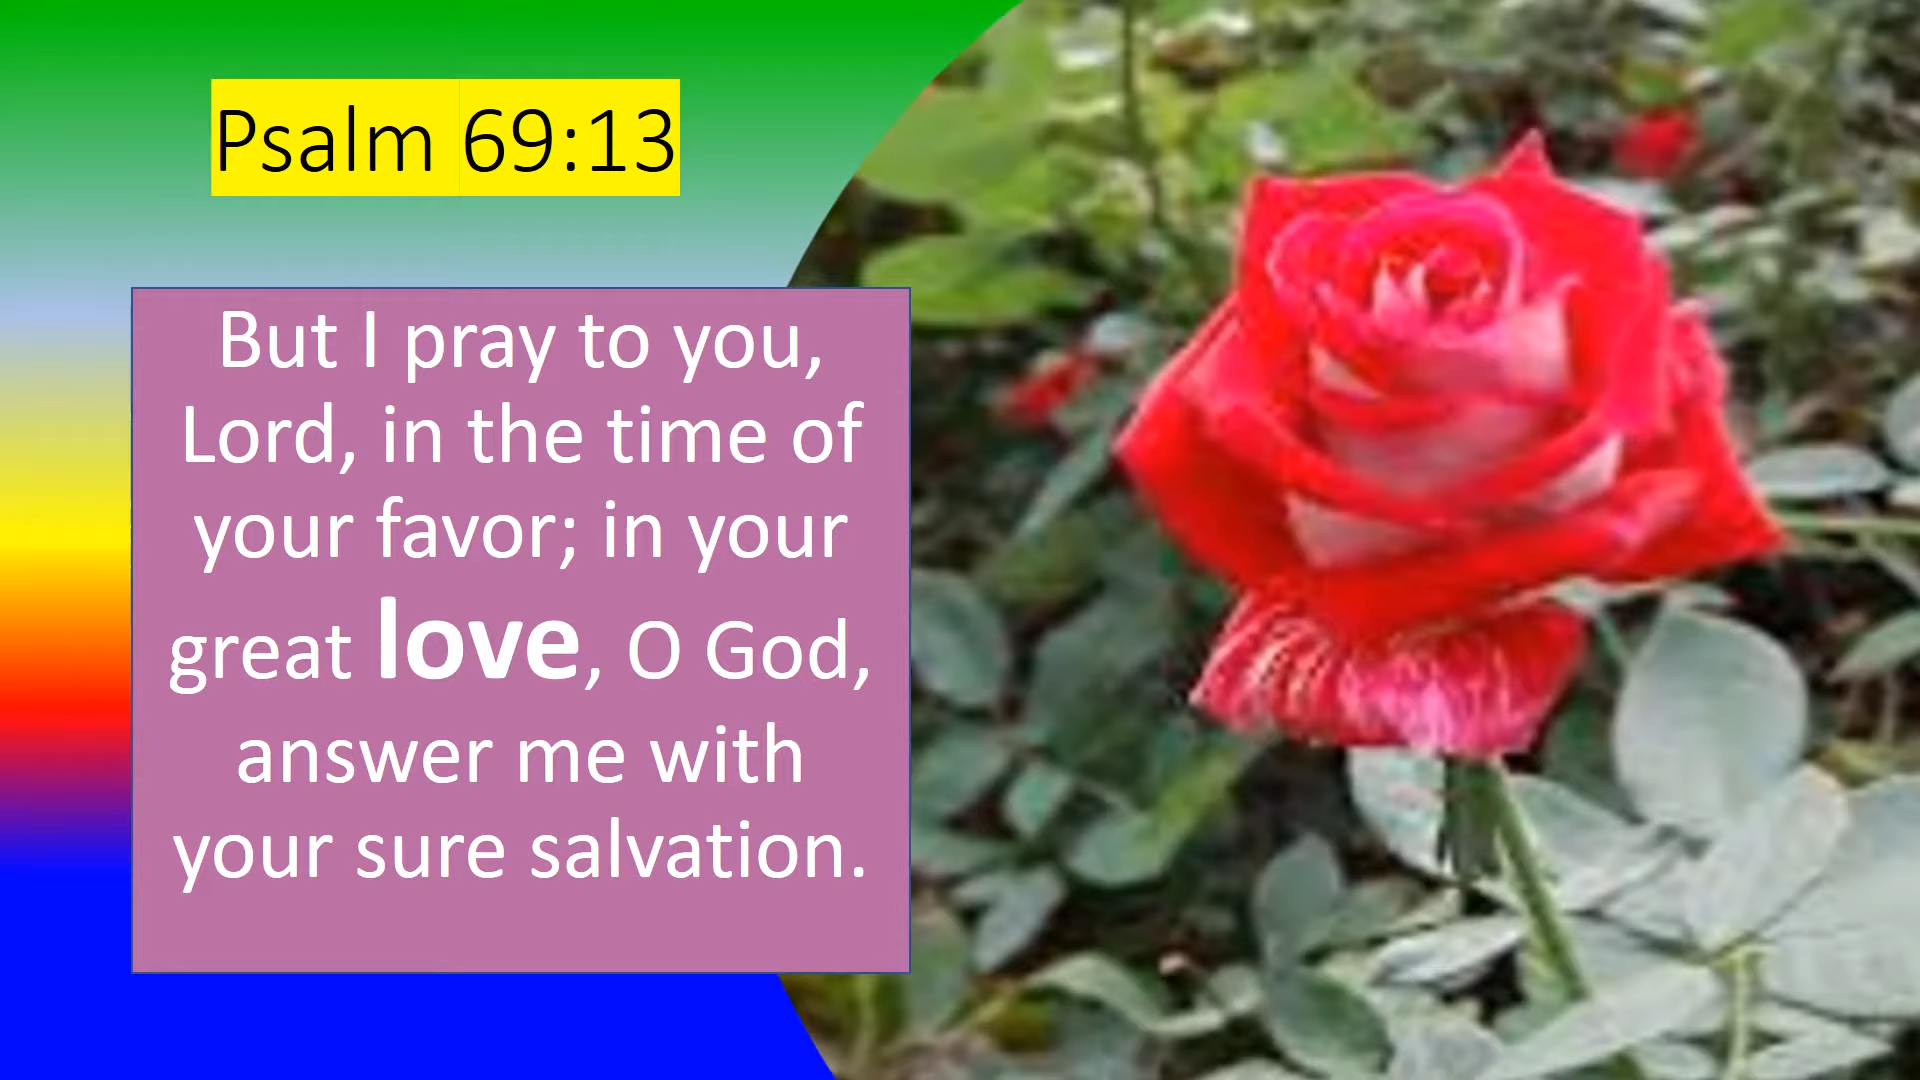 Psalm 69:13
But I pray to you,
Lord, in the time of
your favor; in your
great love, O God,
answer me with
your sure salvation.